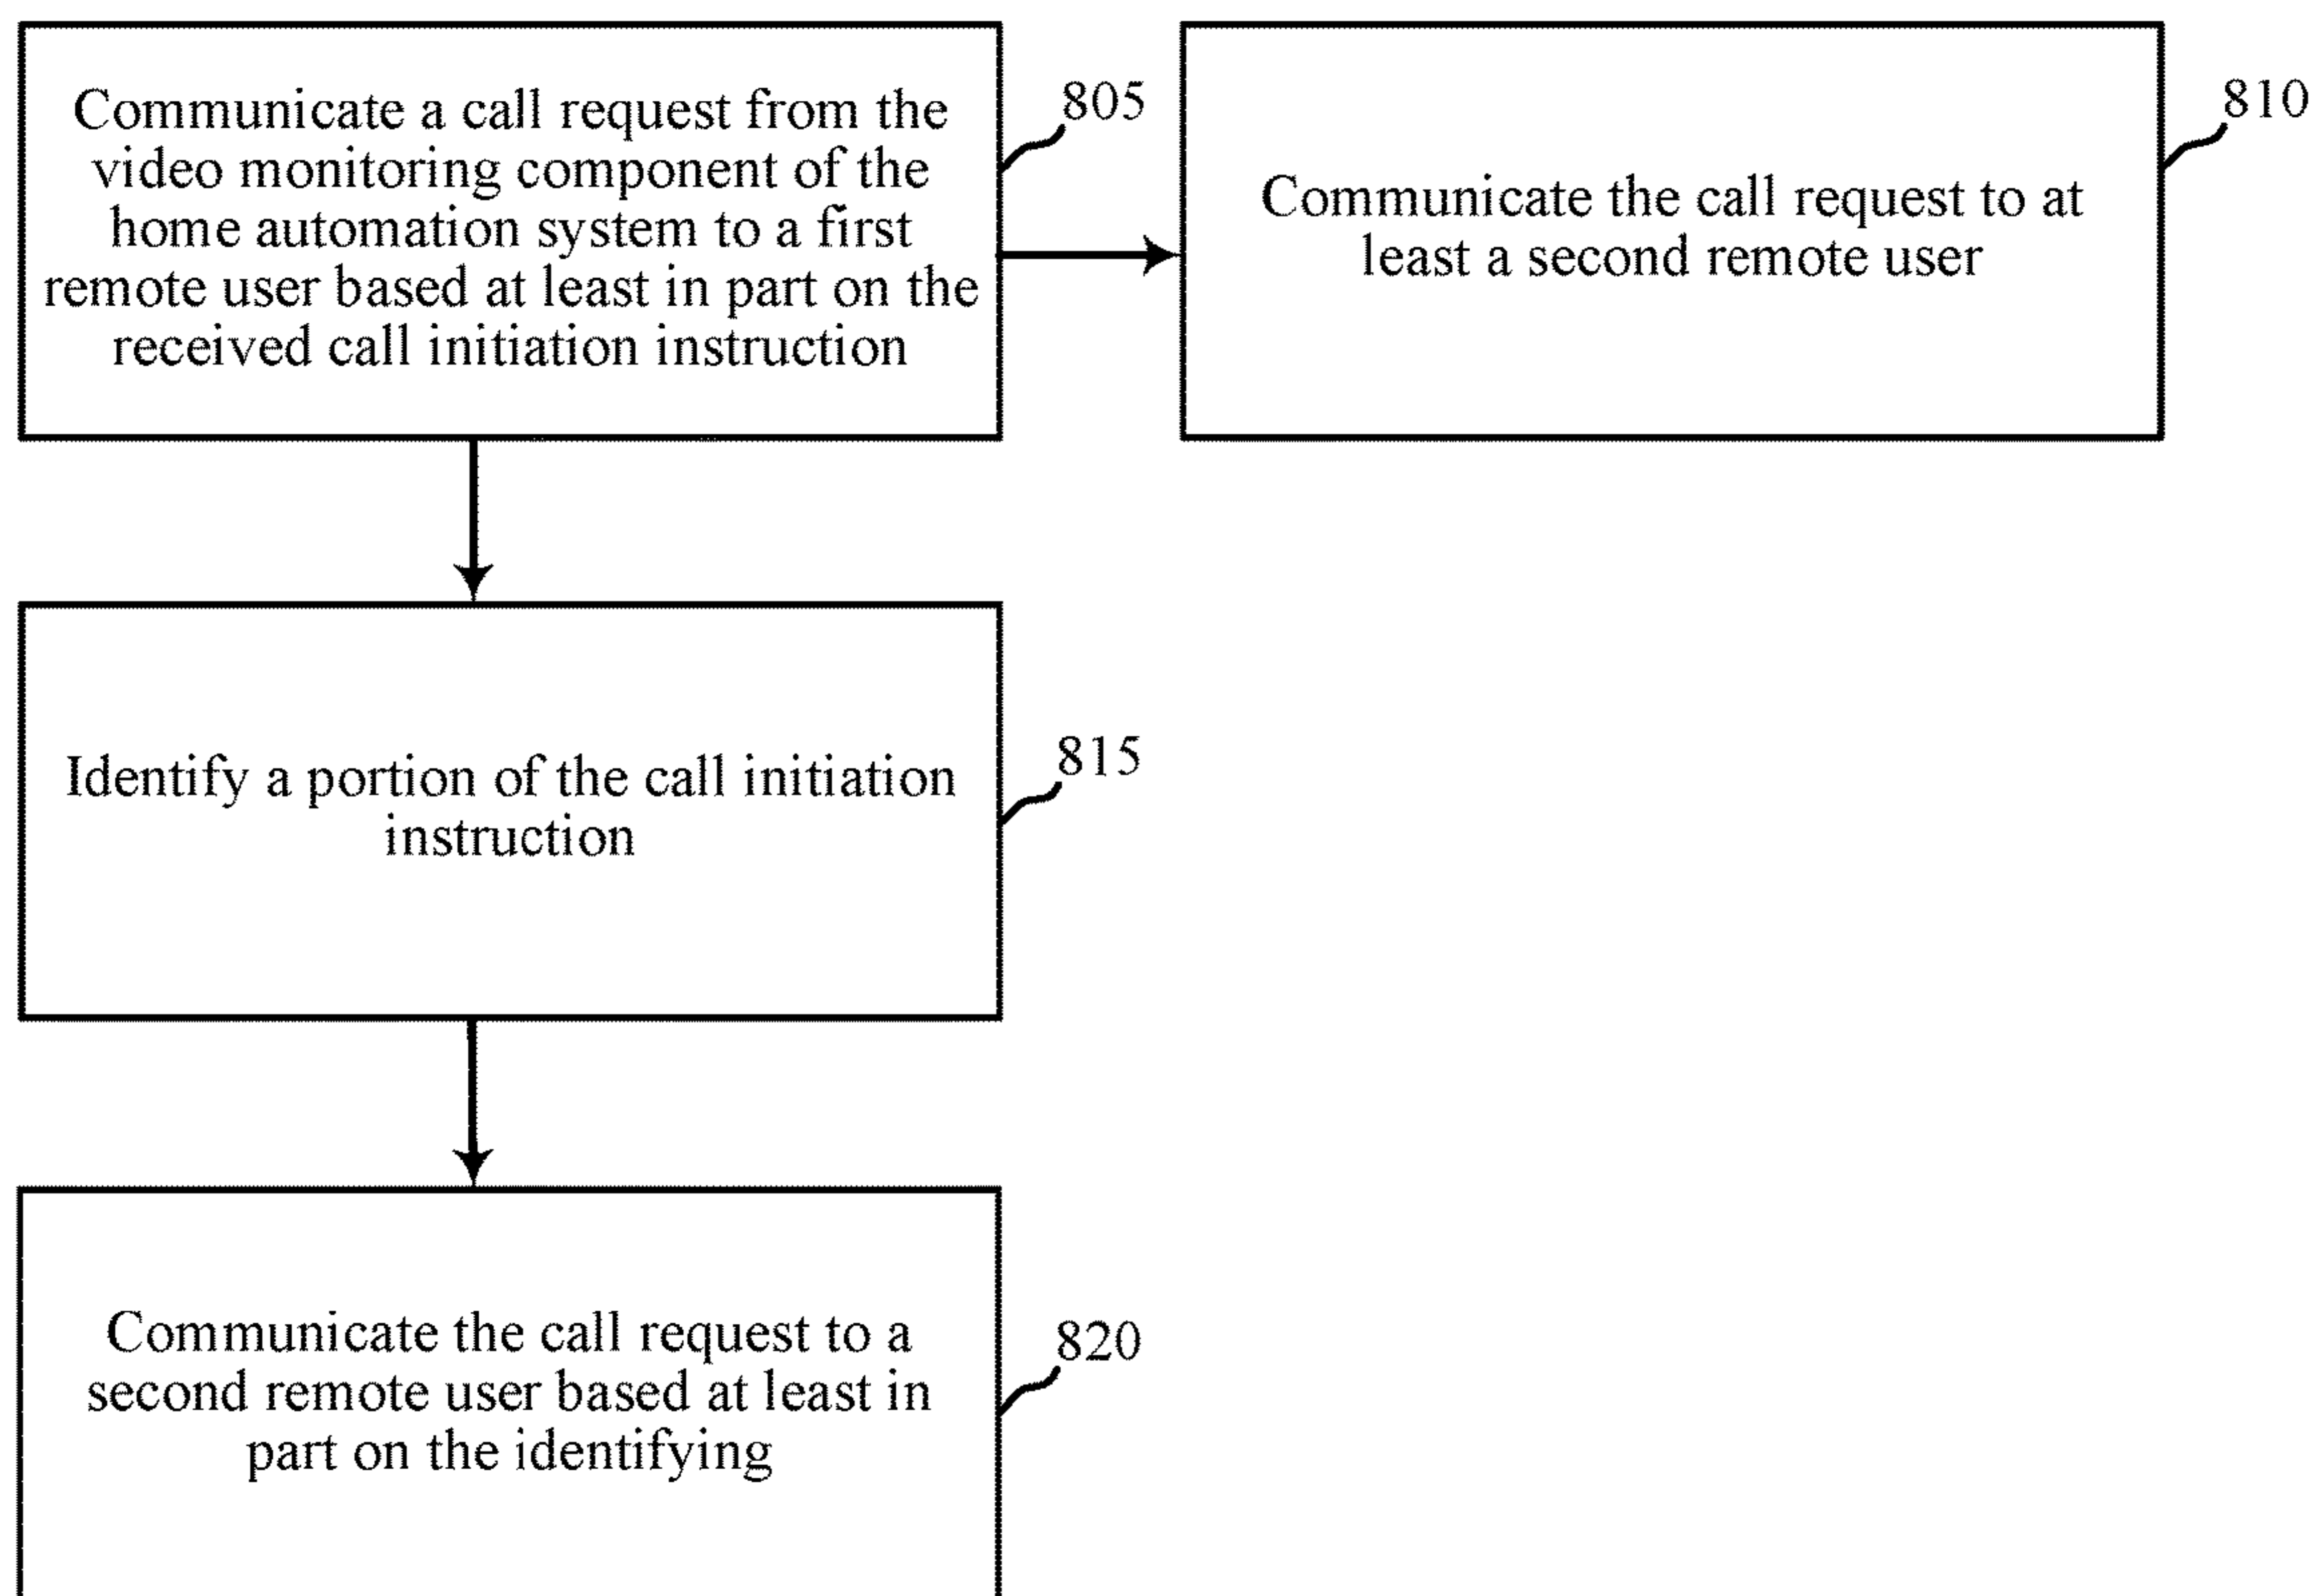 Communicate a call request from the
video monitoring component of the
home automation system to a first
remote user based at least in part on the
received call initiation instruction
805
Communicate the call request to at
least a second remote user
810
Identify a portion of the call initiation
instruction
815
Communicate the call request to a
second remote user based at least in
part on the identifying
820